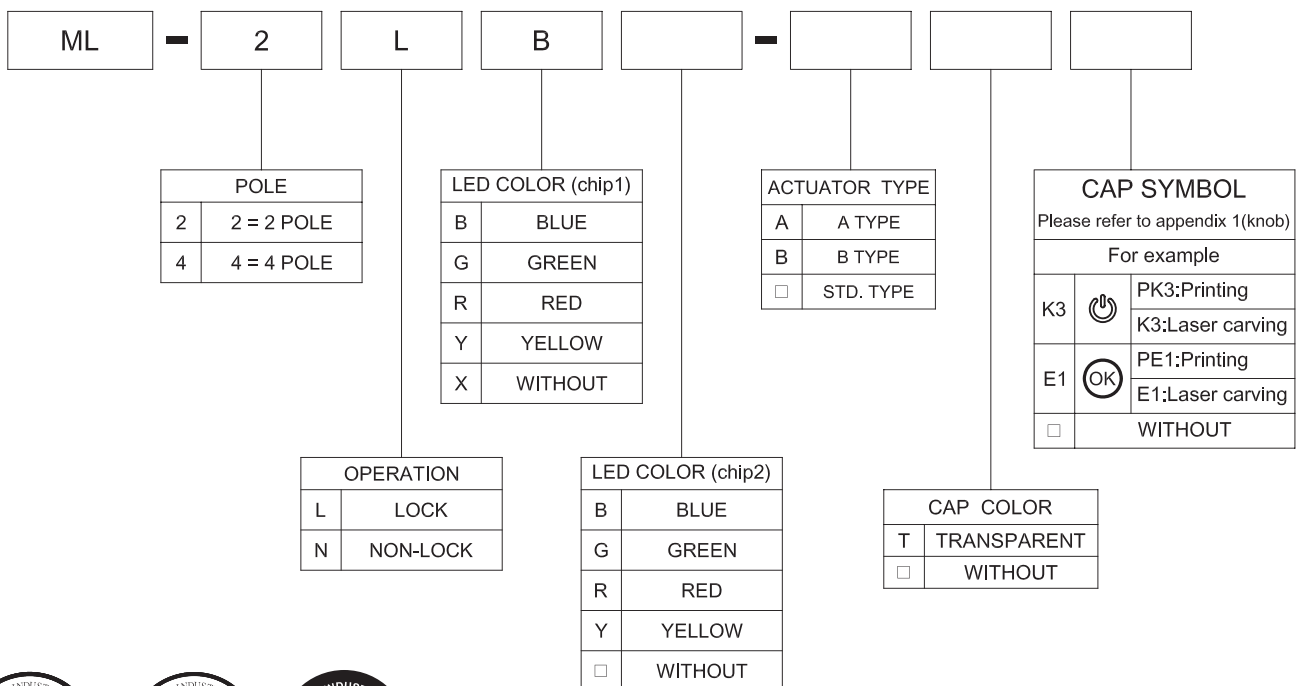 ML - 2 L B -
POLE
2 2 = 2 POLE
4 4 = 4 POLE
LED COLOR (chip1)
B BLUE
G GREEN
R RED
Y YELLOW
X WITHOUT
ACTUATOR TYPE
A A TYPE
B B TYPE
□ STD. TYPE
CAP SYMBOL
Please refer to appendix 1(knob)
For example
K3 PK3:Printing
K3:Laser carving
E1 OK PE1:Printing
E1:Laser carving
□ WITHOUT
OPERATION
L LOCK
N NON-LOCK
LED COLOR (chip2)
B BLUE
G GREEN
R RED
Y YELLOW
□ WITHOUT
CAP COLOR
T TRANSPARENT
□ WITHOUT